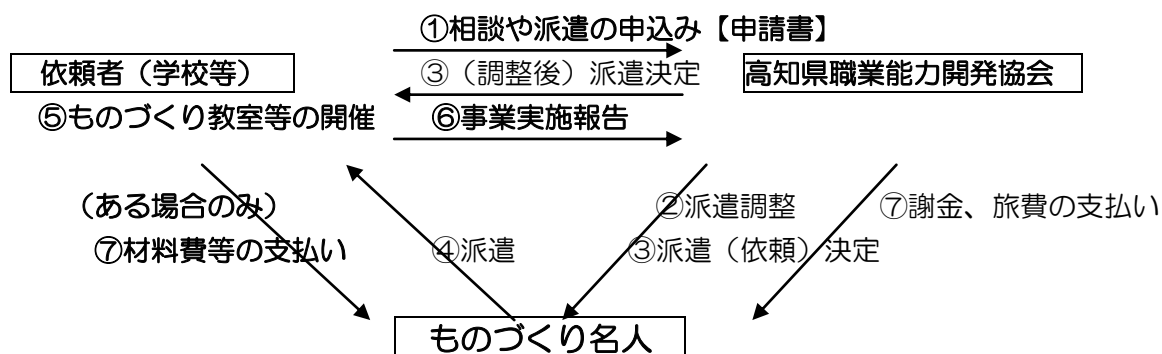 ①相談や派遣の申込み【申請書】
依頼者（学校等）
③（調整後）派遣決定
高知県職業能力開発協会
⑤ものづくり教室等の開催
⑥事業実施報告
（ある場合のみ）
②派遣調整
⑦謝金、旅費の支払い
⑦材料費等の支払い
④派遣
③派遣（依頼）決定
ものづくり名人